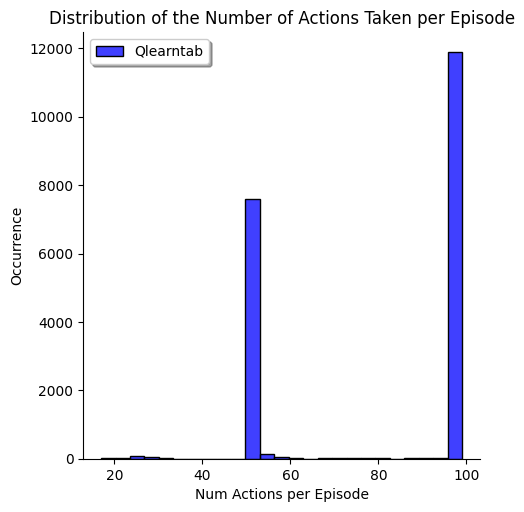 Distribution of the Number of Actions Taken per Episode
Qlearntab
12000
10000
8000
6000
4000
2000
0
Occurrence
20 40 60 80 100
Num Actions per Episode